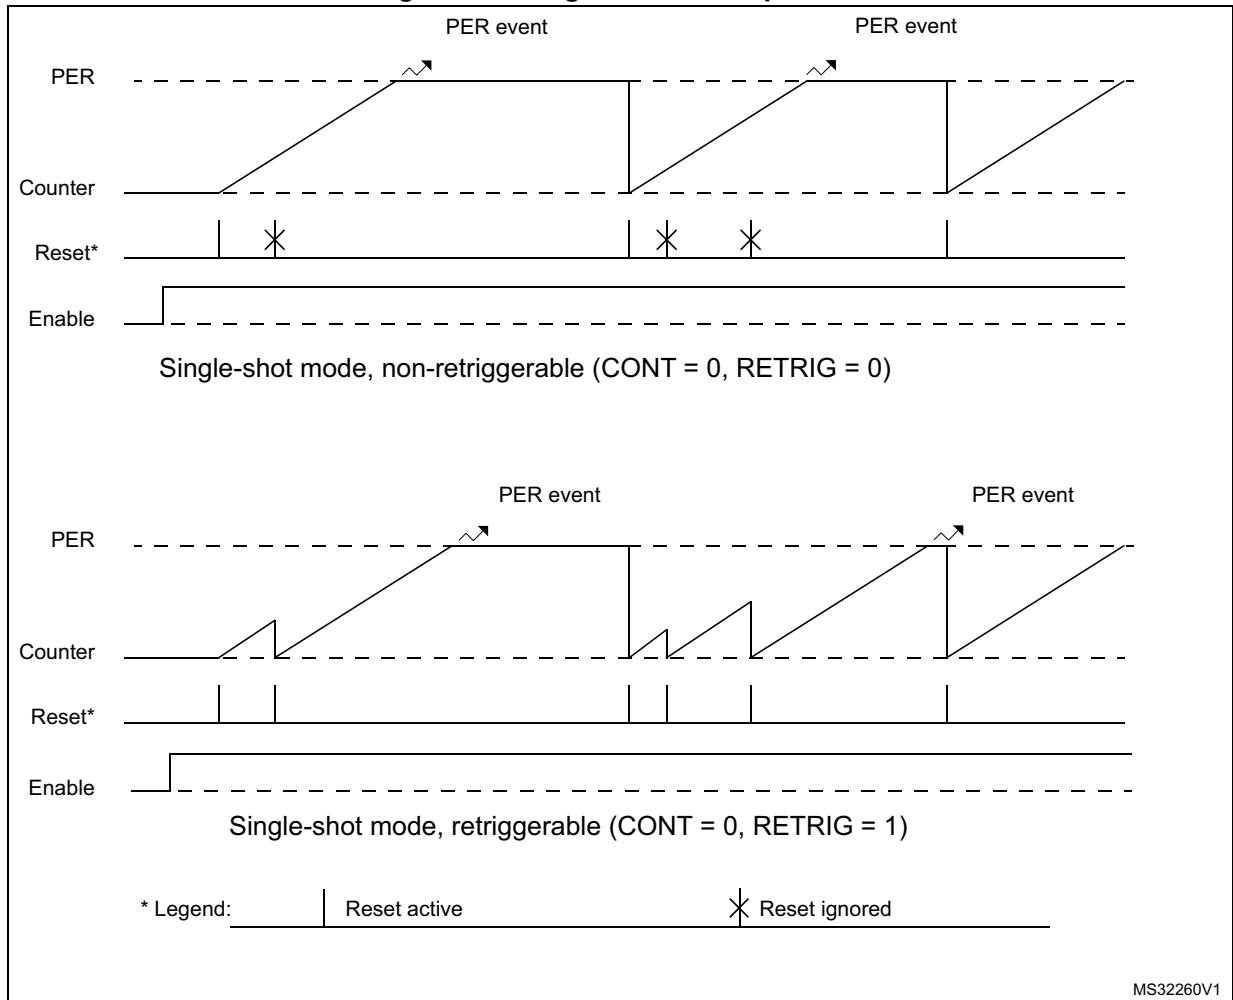 PER event PER event
PER
Counter
Reset*
Enable
Single-shot mode, non-retriggerable (CONT = 0, RETRIG = 0)
PER event PER event
PER
Counter
Reset*
Enable
Single-shot mode, retriggerable (CONT = 0, RETRIG = 1)
* Legend: Reset active Reset ignored
MS32260V1